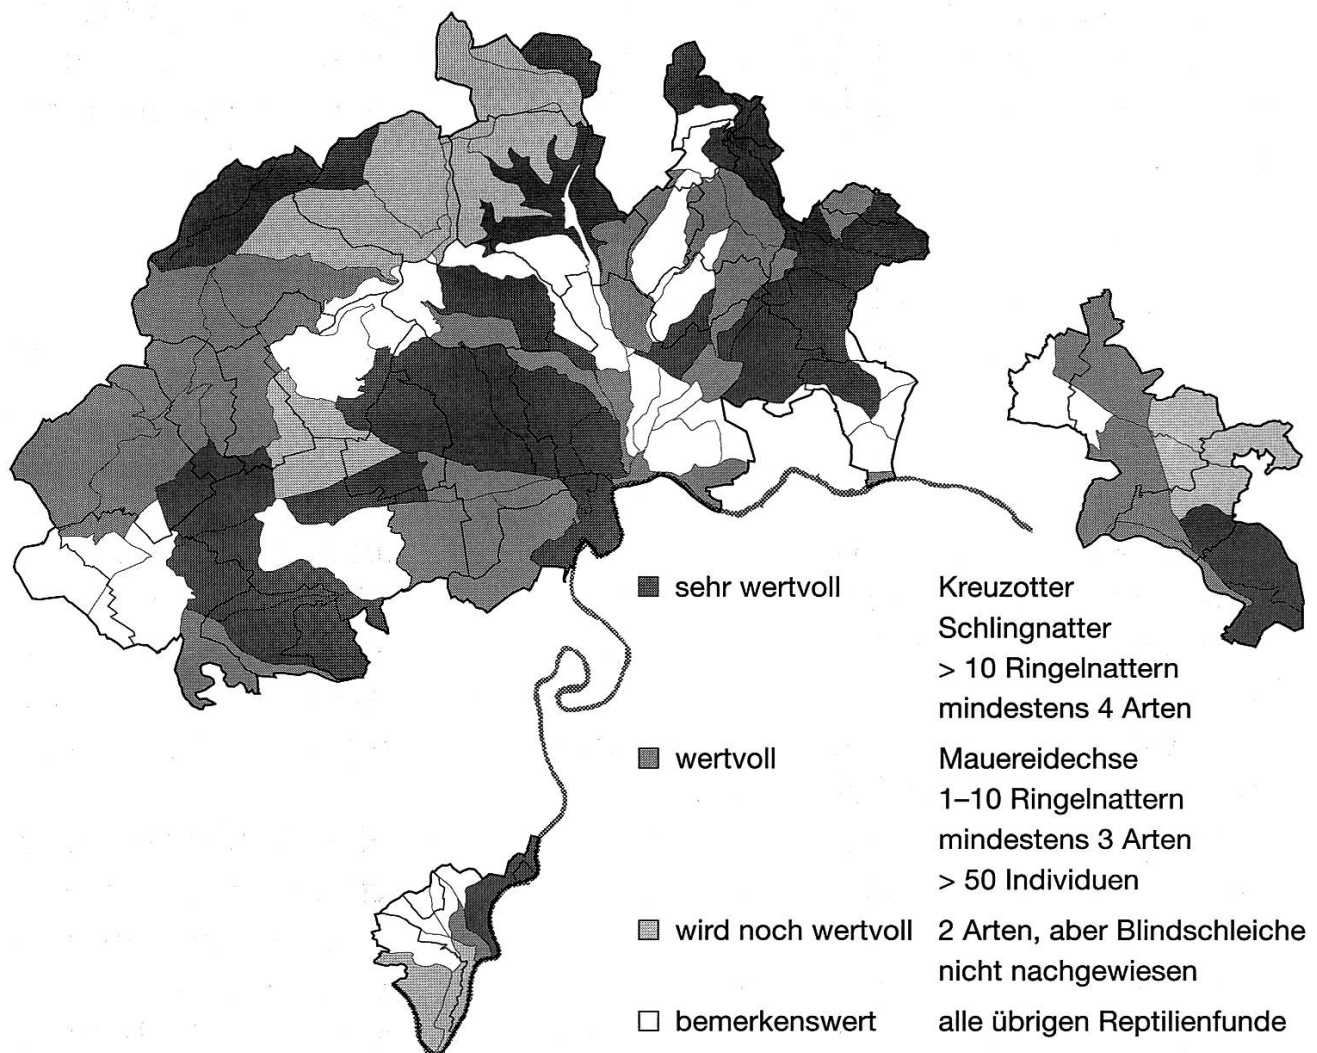 sehr wertvoll Kreuzotter
Schlingnatter
> 10 Ringelnattern
mindestens 4 Arten
wertvoll Mauereidechse
1–10 Ringelnattern
mindestens 3 Arten
> 50 Individuen
wird noch wertvoll 2 Arten, aber Blindschleiche
nicht nachgewiesen
bemerkenswert alle übrigen Reptilienfunde